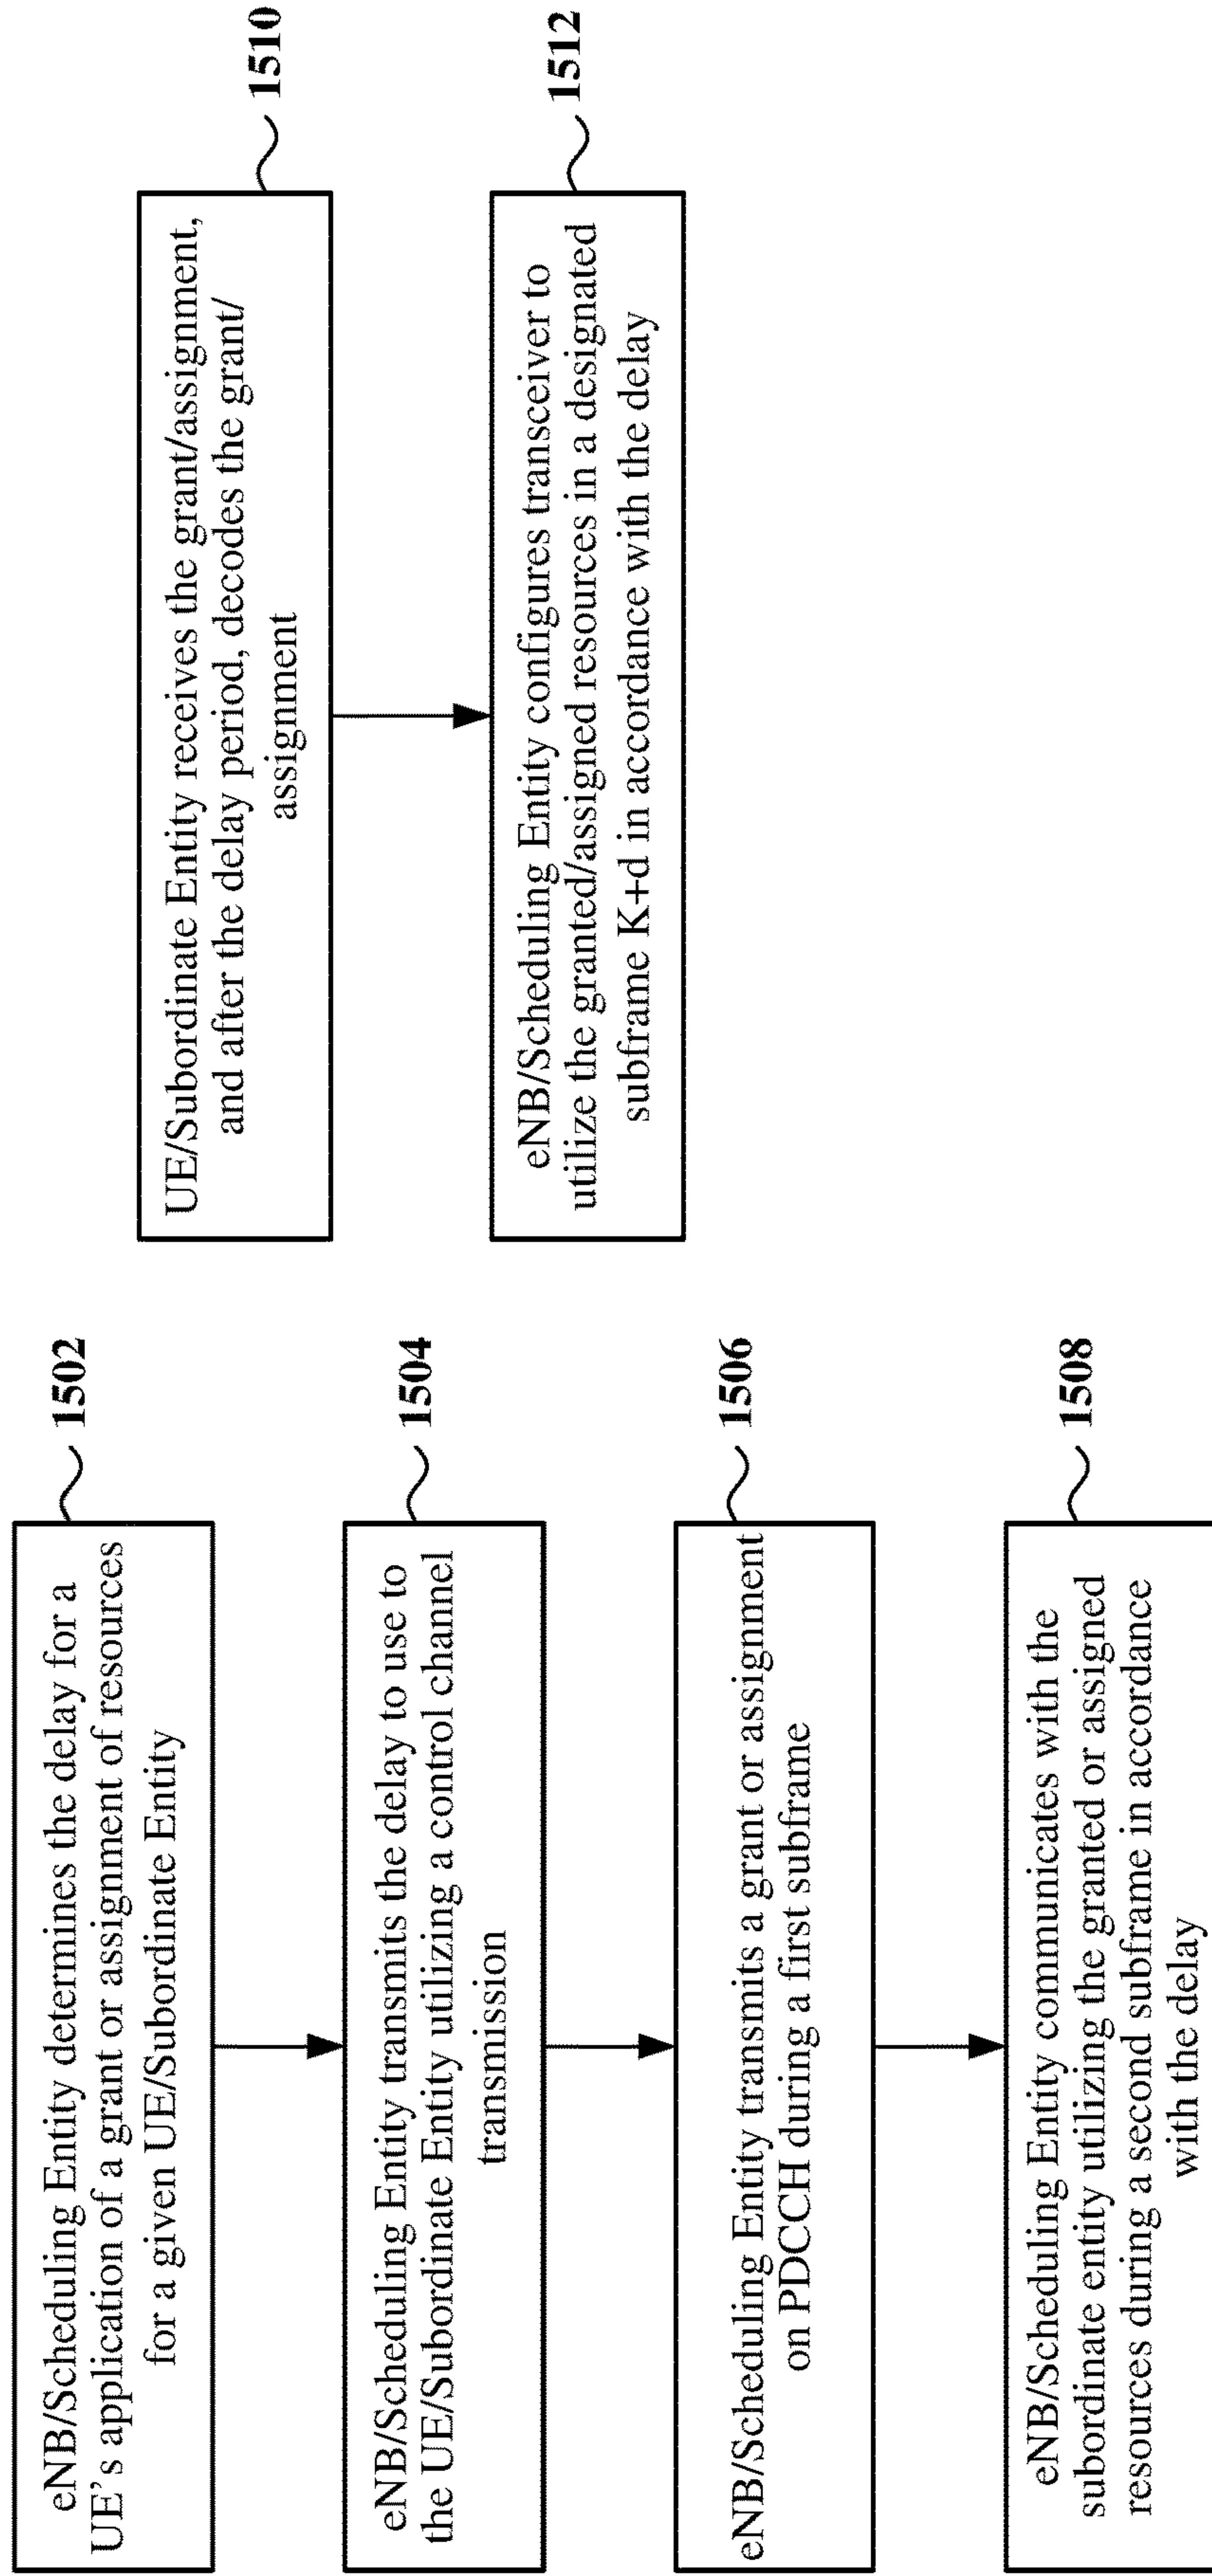 eNB/Scheduling Entity determines the delay for a
UE's application of a grant or assignment of resources
for a given UE/Subordinate Entity
1502
eNB/Scheduling Entity transmits the delay to use to
the UE/Subordinate Entity utilizing a control channel
transmission
1504
eNB/Scheduling Entity transmits a grant or assignment
on PDCCH during a first subframe
1506
eNB/Scheduling Entity communicates with the
subordinate entity utilizing the granted or assigned
resources during a second subframe in accordance
with the delay
1508
UE/Subordinate Entity receives the grant/assignment,
and after the delay period, decodes the grant/
assignment
1510
eNB/Scheduling Entity configures transceiver to
utilize the granted/assigned resources in a designated
subframe K+d in accordance with the delay
1512